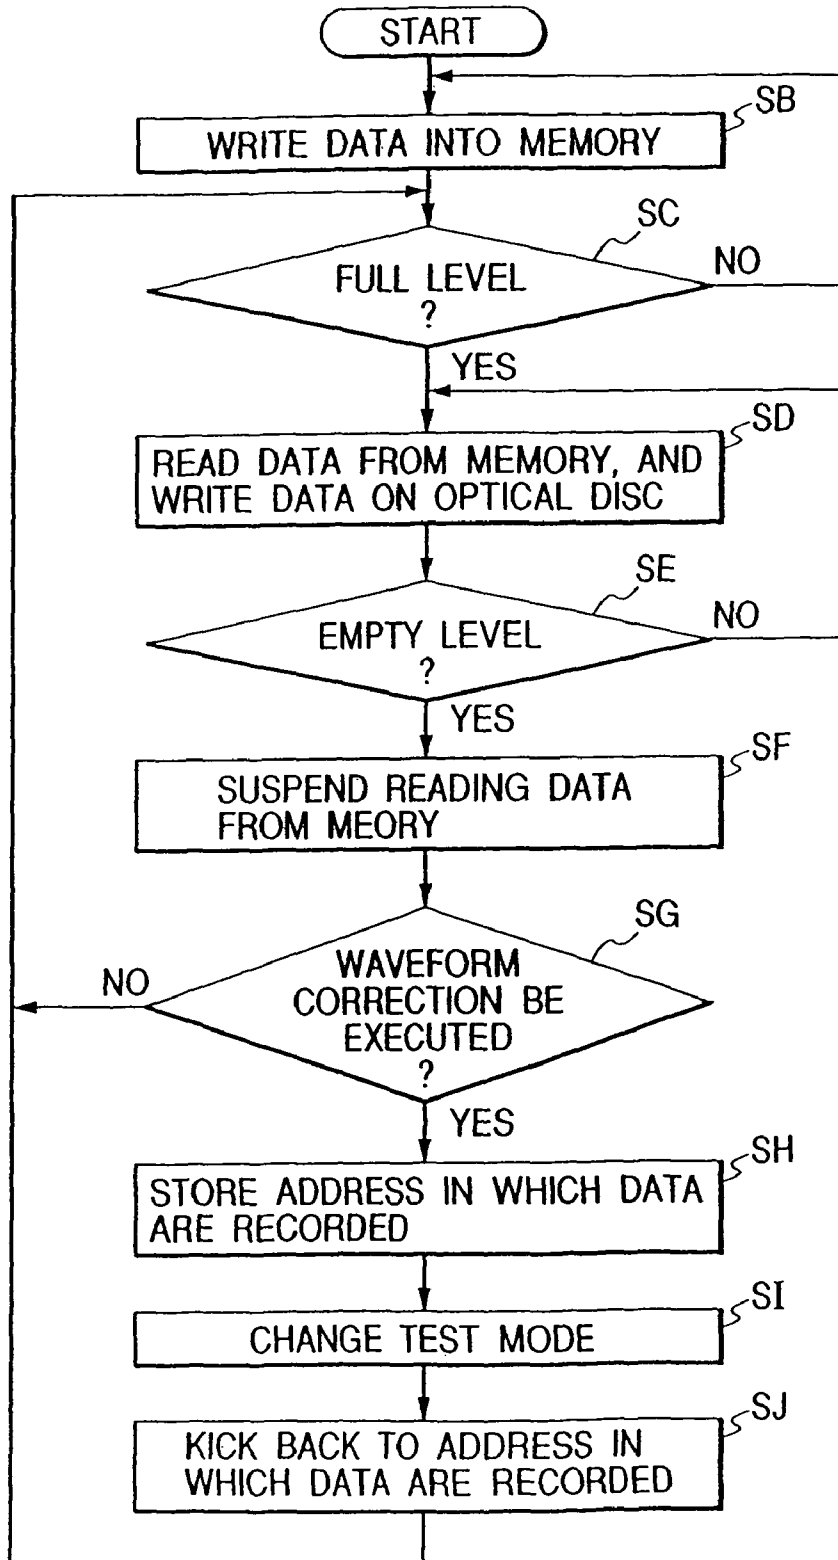 START
SB
WRITE DATA INTO MEMORY
SC
FULL LEVEL
?
NO
YES
SD
READ DATA FROM MEMORY, AND
WRITE DATA ON OPTICAL DISC
SE
EMPTY LEVEL
?
NO
YES
SF
SUSPEND READING DATA
FROM MEORY
SG
WAVEFORM
CORRECTION BE
EXECUTED
?
NO
YES
SH
STORE ADDRESS IN WHICH DATA
ARE RECORDED
SI
CHANGE TEST MODE
SJ
KICK BACK TO ADDRESS IN
WHICH DATA ARE RECORDED